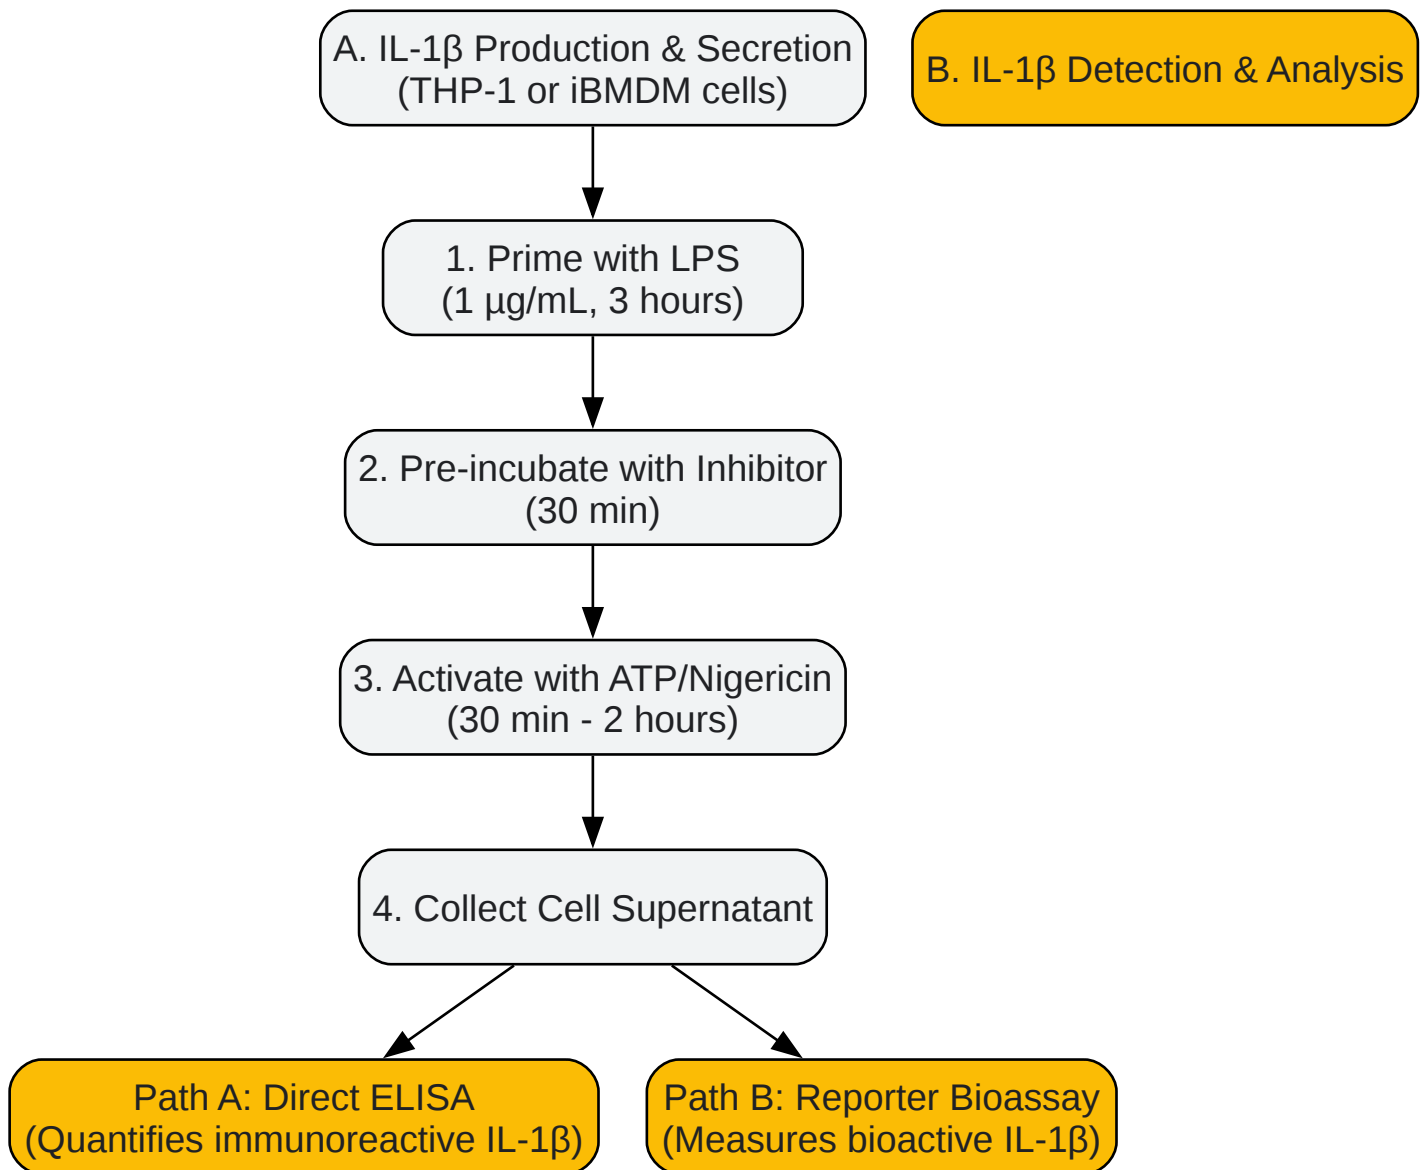 A. IL-1β Production & Secretion
(THP-1 or iBMDM cells)
B. IL-1β Detection & Analysis
1. Prime with LPS
(1 µg/mL, 3 hours)
2. Pre-incubate with Inhibitor
(30 min)
3. Activate with ATP/Nigericin
(30 min - 2 hours)
4. Collect Cell Supernatant
Path A: Direct ELISA
(Quantifies immunoreactive IL-1β)
Path B: Reporter Bioassay
(Measures bioactive IL-1β)